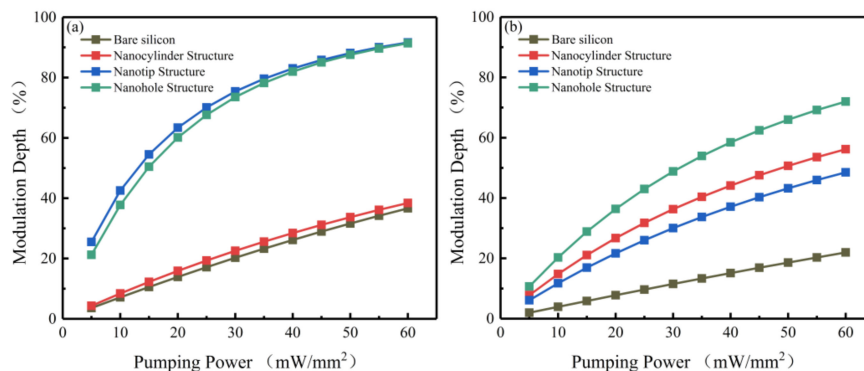 (a)
Bare silicon
Nanocylinder Structure
Nanotip Structure
Nanohole Structure
Modulation Depth (%)
100
80
60
40
20
0
0 10 20 30 40 50 60
Pumping Power (mW/mm²)
(b)
Bare silicon
Nanocylinder Structure
Nanotip Structure
Nanohole Structure
Modulation Depth (%)
100
80
60
40
20
0
0 10 20 30 40 50 60
Pumping Power (mW/mm²)